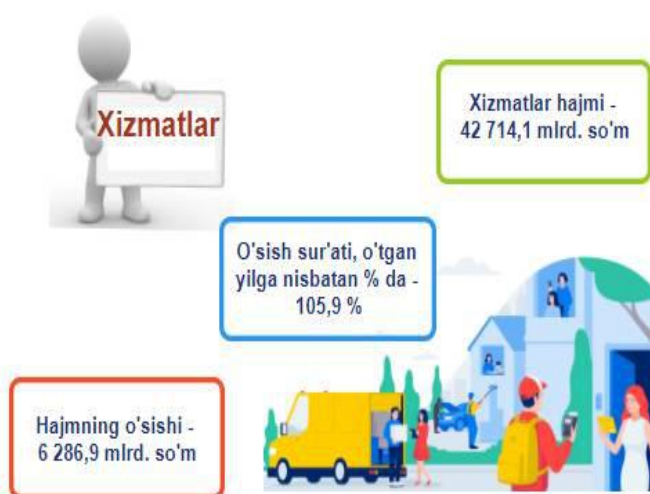 Xizmatlar
Xizmatlar hajmi -
42 714,1 mlrd. so'm
O'sish sur'ati, o'tgan
yilga nisbatan % da -
105,9 %
Hajmning o'sishi -
6 286,9 mlrd. so'm